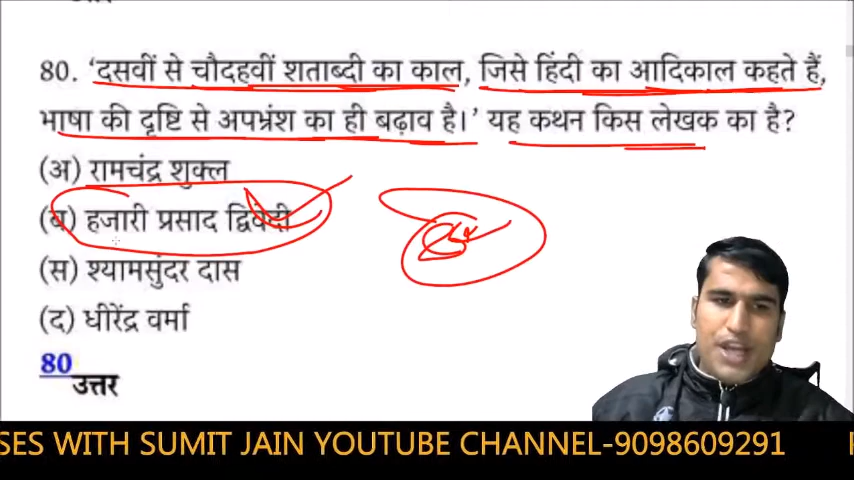 80. ‘दसवीं से चौदहवीं शताब्दी का काल, जिसे हिंदी का आदिकाल कहते हैं,
भाषा की दृष्टि से अपभ्रंश का ही बढ़ाव है।’ यह कथन किस लेखक का है?
(अ) रामचंद्र शुक्ल
(ब) हजारी प्रसाद द्विवेदी
(स) श्यामसुंदर दास
(द) धीरेंद्र वर्मा
80
उत्तर
SES WITH SUMIT JAIN YOUTUBE CHANNEL-9098609291